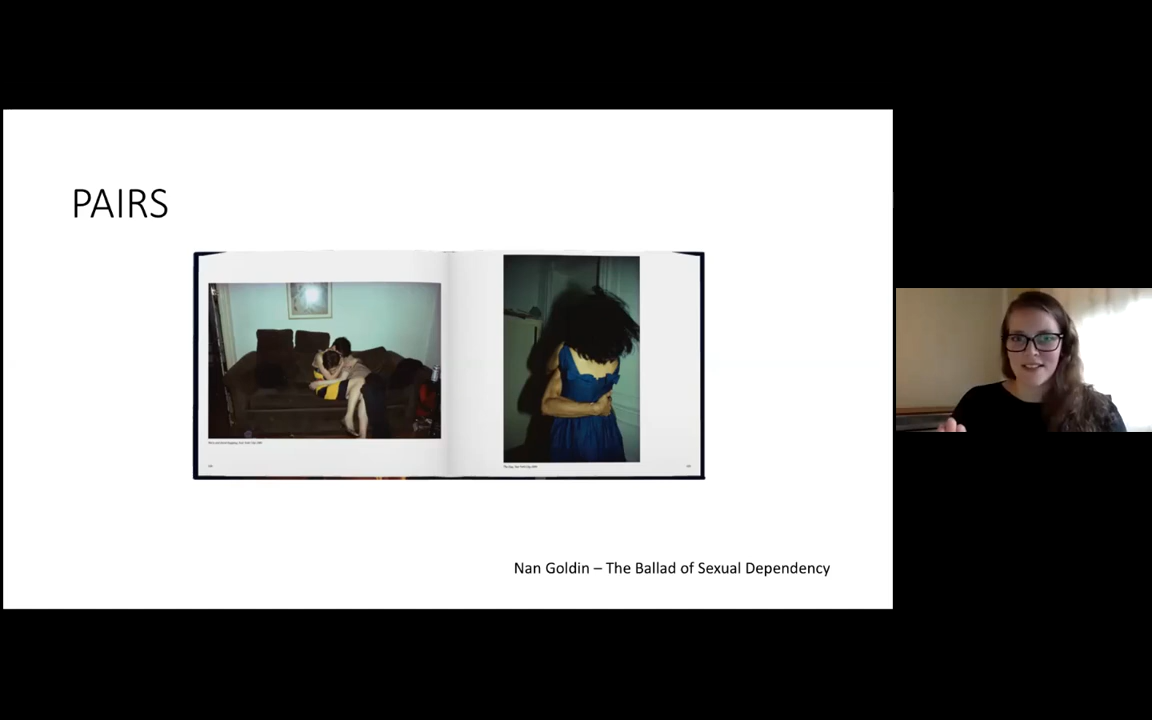 PAIRS
Nan Goldin – The Ballad of Sexual Dependency